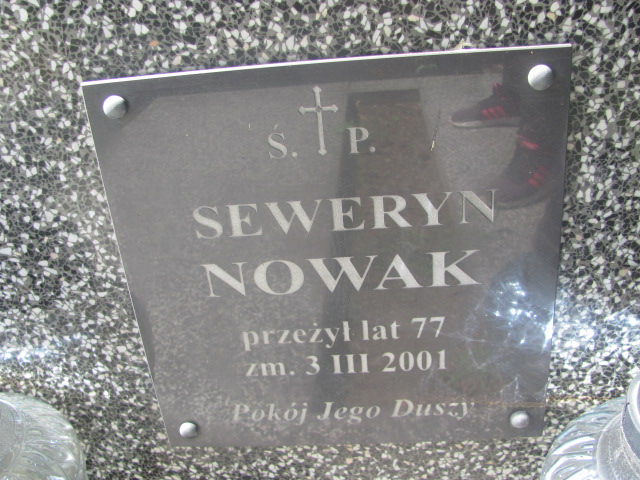 Ś. P.
SEWERYN
NOWAK
przeżył lat 77
zm. 3 III 2001
Pokój Jego Duszy